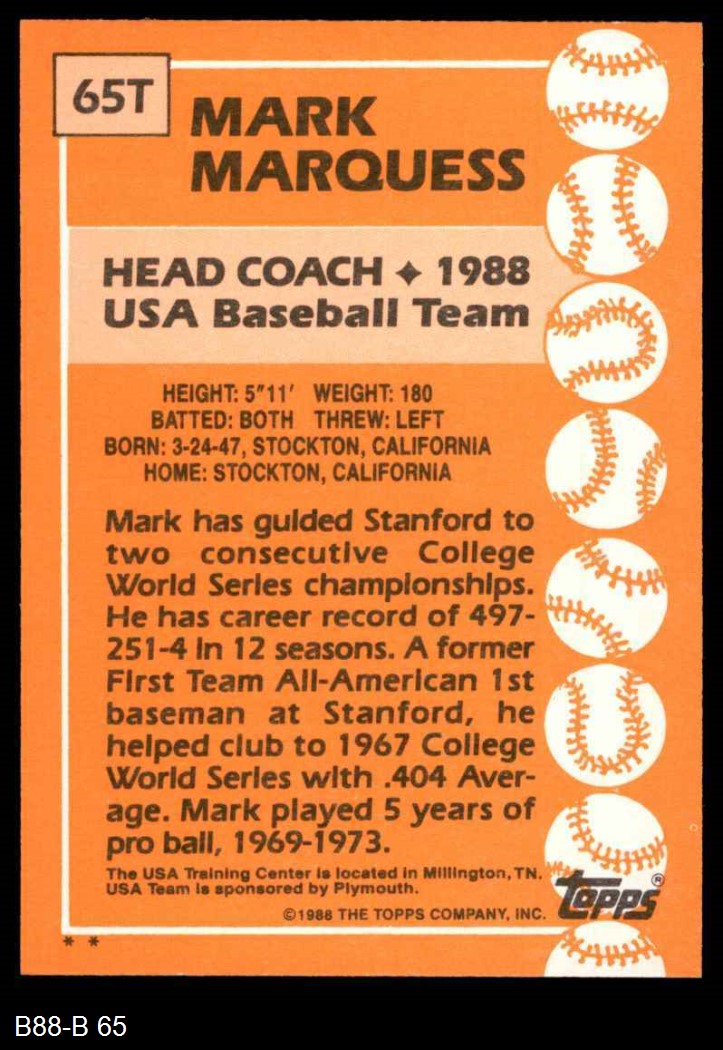 65T
MARK
MARQUESS
HEAD COACH ✦ 1988
USA Baseball Team
HEIGHT: 5"11' WEIGHT: 180
BATTED: BOTH THREW: LEFT
BORN: 3-24-47, STOCKTON, CALIFORNIA
HOME: STOCKTON, CALIFORNIA
Mark has guided Stanford to
two consecutive College
World Series championships.
He has career record of 497-
251-4 in 12 seasons. A former
First Team All-American 1st
baseman at Stanford, he
helped club to 1967 College
World Series with .404 Aver-
age. Mark played 5 years of
pro ball, 1969-1973.
The USA Training Center is located in Millington, TN.
USA Team is sponsored by Plymouth.
©1988 THE TOPPS COMPANY, INC.
Topps®
* *
B88-B 65